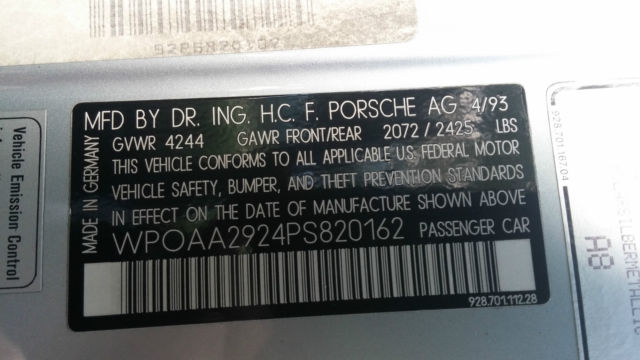 928.820107
MFD BY DR. ING. H.C. F. PORSCHE AG 4/93
GVWR 4244 GAWR FRONT/REAR 2072/2425 LBS
THIS VEHICLE CONFORMS TO ALL APPLICABLE U.S. FEDERAL MOTOR
VEHICLE SAFETY, BUMPER, AND THEFT PREVENTION STANDARDS
IN EFFECT ON THE DATE OF MANUFACTURE SHOWN ABOVE
WPOAA2924PS820162 PASSENGER CAR
928.701.112.28
MADE IN GERMANY
Vehicle Emission Control
928.701.167.04
SILBERMETALLIC
A8